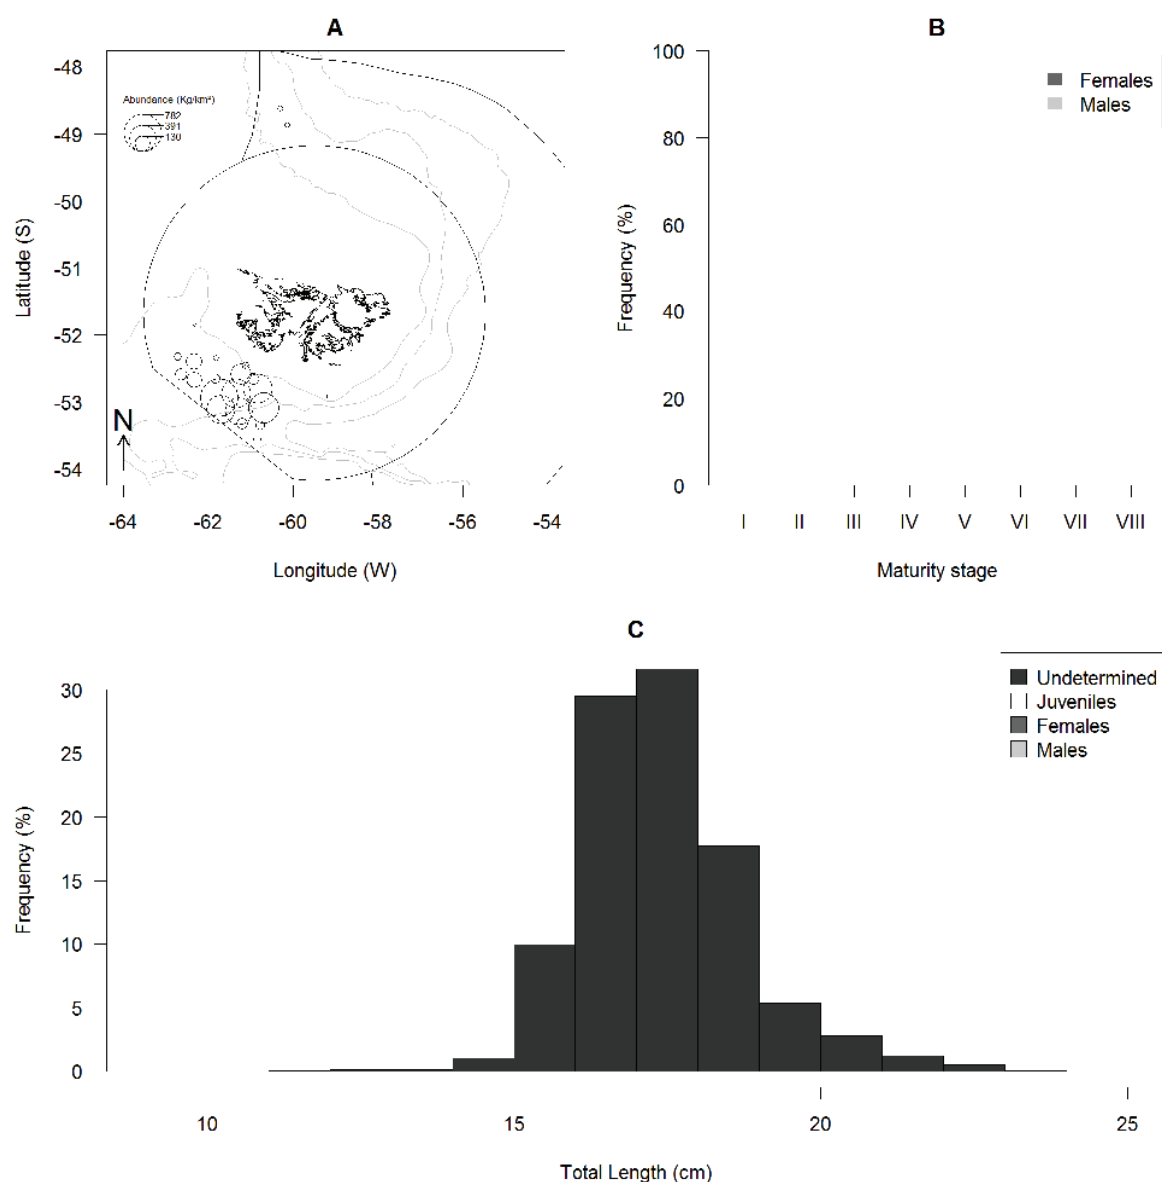 A
Abundance (Kg/km²)
782
391
130
-48
-49
-50
-51
-52
-53
-54
Latitude (S)
N
-64
-62
-60
-58
-56
-54
Longitude (W)
B
100
80
60
40
20
0
Frequency (%)
Females
Males
I
II
III
IV
V
VI
VII
VIII
Maturity stage
C
30
25
20
15
10
5
0
Frequency (%)
Undetermined
Juveniles
Females
Males
10
15
20
25
Total Length (cm)